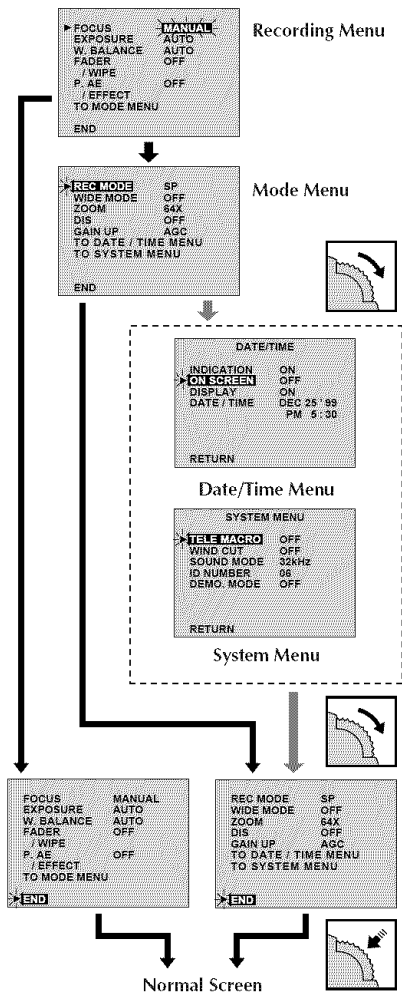 FOCUS MANUAL
EXPOSURE AUTO
W. BALANCE AUTO
FADER OFF
/ WIPE
P. AE OFF
/ EFFECT
TO MODE MENU
END
Recording Menu
REC MODE SP
WIDE MODE OFF
ZOOM 64X
DIS OFF
GAIN UP AGC
TO DATE / TIME MENU
TO SYSTEM MENU
END
Mode Menu
DATE/TIME
INDICATION ON
ON SCREEN OFF
DISPLAY ON
DATE / TIME DEC 25 ' 99
PM 5 : 30
RETURN
Date/Time Menu
SYSTEM MENU
TELE MACRO OFF
WIND CUT OFF
SOUND MODE 32kHz
ID NUMBER 06
DEMO. MODE OFF
RETURN
System Menu
FOCUS MANUAL
EXPOSURE AUTO
W. BALANCE AUTO
FADER OFF
/ WIPE
P. AE OFF
/ EFFECT
TO MODE MENU
END
REC MODE SP
WIDE MODE OFF
ZOOM 64X
DIS OFF
GAIN UP AGC
TO DATE / TIME MENU
TO SYSTEM MENU
END
Normal Screen